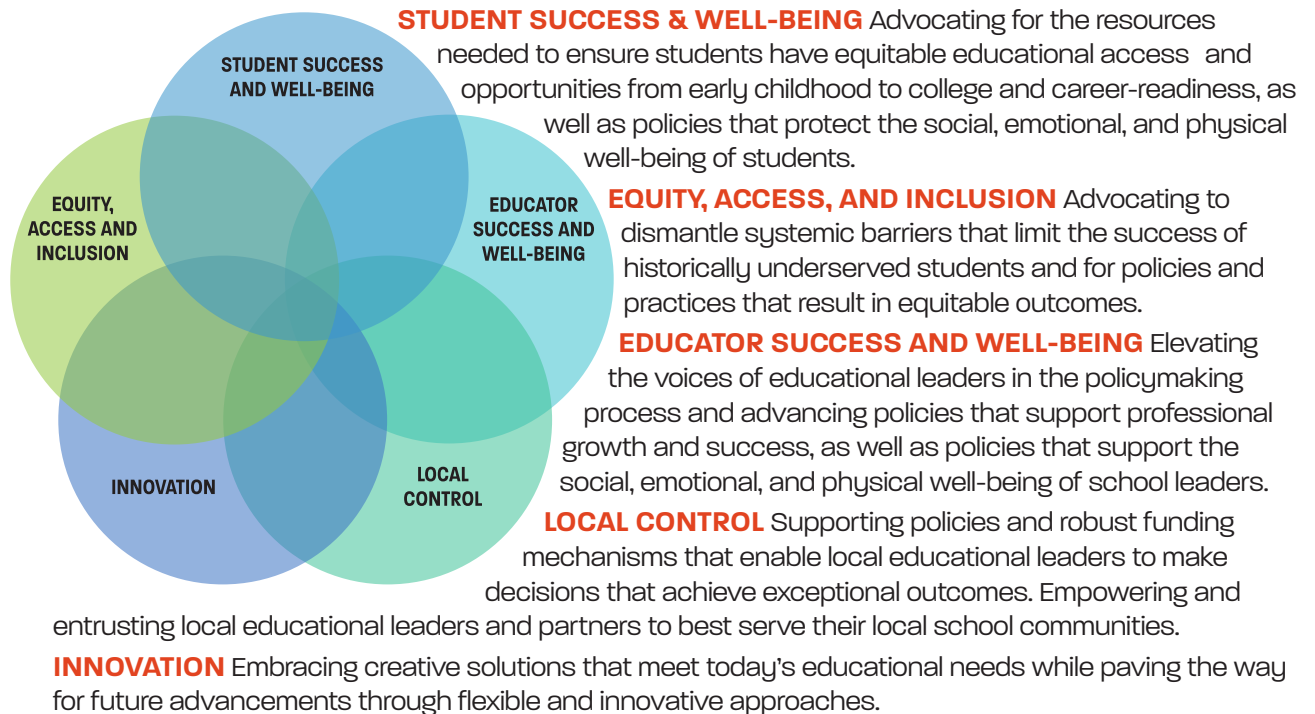 STUDENT SUCCESS
AND WELL-BEING
EQUITY,
ACCESS AND
INCLUSION
EDUCATOR
SUCCESS AND
WELL-BEING
INNOVATION
LOCAL
CONTROL
STUDENT SUCCESS & WELL-BEING Advocating for the resources
needed to ensure students have equitable educational access and
opportunities from early childhood to college and career-readiness, as
well as policies that protect the social, emotional, and physical
well-being of students.
EQUITY, ACCESS, AND INCLUSION Advocating to
dismantle systemic barriers that limit the success of
historically underserved students and for policies and
practices that result in equitable outcomes.
EDUCATOR SUCCESS AND WELL-BEING Elevating
the voices of educational leaders in the policymaking
process and advancing policies that support professional
growth and success, as well as policies that support the
social, emotional, and physical well-being of school leaders.
LOCAL CONTROL Supporting policies and robust funding
mechanisms that enable local educational leaders to make
decisions that achieve exceptional outcomes. Empowering and
entrusting local educational leaders and partners to best serve their local school communities.
INNOVATION Embracing creative solutions that meet today's educational needs while paving the way
for future advancements through flexible and innovative approaches.